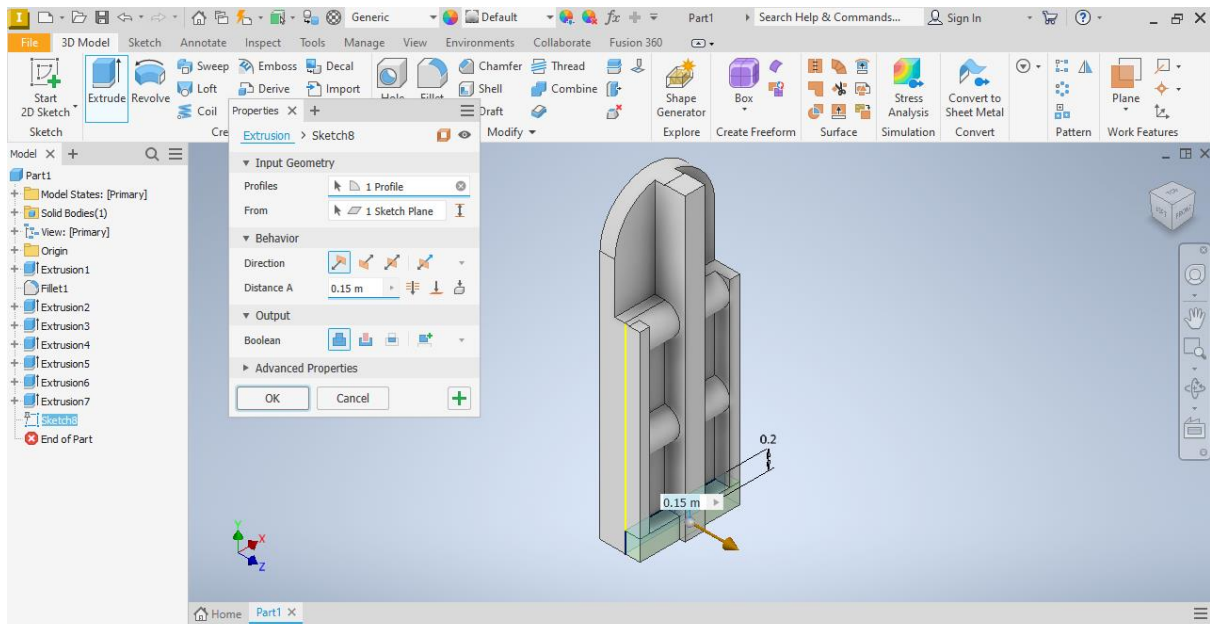 I PRO Generic Default fx Part1 Search Help & Commands... Sign In ?
File 3D Model Sketch Annotate Inspect Tools Manage View Environments Collaborate Fusion 360
Start 2D Sketch
Extrude
Revolve
Sweep
Loft
Coil
Emboss
Derive
Decal
Import
Chamfer
Shell
Draft
Thread
Combine
Shape Generator
Box
Stress Analysis
Convert to Sheet Metal
Plane
Sketch
Cre
Modify
Explore
Create Freeform
Surface
Simulation
Convert
Pattern
Work Features
Model × +
Part1
Model States: [Primary]
Solid Bodies(1)
View: [Primary]
Origin
Extrusion1
Fillet1
Extrusion2
Extrusion3
Extrusion4
Extrusion5
Extrusion6
Extrusion7
Sketch8
End of Part
Properties × +
Extrusion > Sketch8
Input Geometry
Profiles 1 Profile
From 1 Sketch Plane
Behavior
Direction
Distance A 0.15 m
Output
Boolean
Advanced Properties
OK Cancel
0.2
0.15 m
Y
X
Z
Home Part1 ×